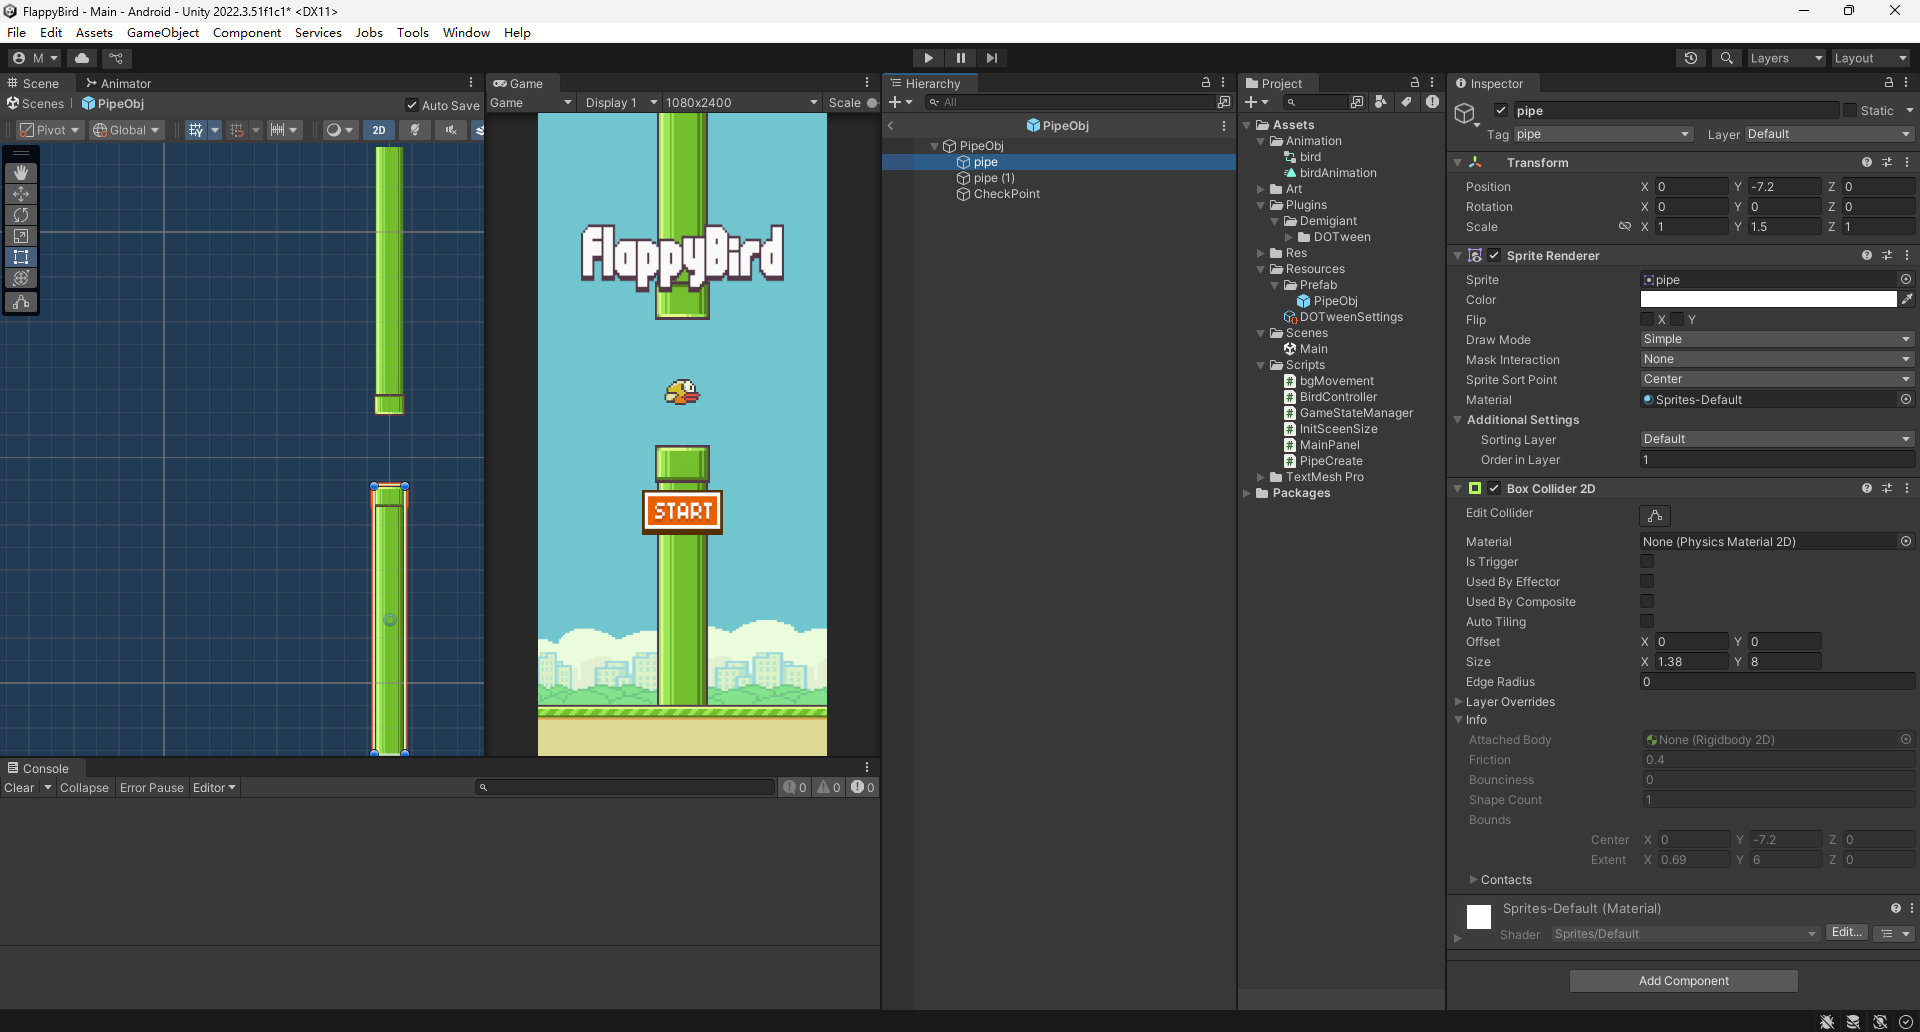 FlappyBird - Main - Android - Unity 2022.3.51f1c1* <DX11>
File Edit Assets GameObject Component Services Jobs Tools Window Help
M
Layers Layout
Scene Animator
Scenes PipeObj Auto Save
Pivot Global 2D
Game
Game Display 1 1080x2400 Scale
FlappyBird
START
Console
Clear Collapse Error Pause Editor 0 0 0
Hierarchy
All
PipeObj
PipeObj
pipe
pipe (1)
CheckPoint
Project
Assets
Animation
bird
birdAnimation
Art
Plugins
Demigiant
DOTween
Res
Resources
Prefab
PipeObj
DOTweenSettings
Scenes
Main
Scripts
bgMovement
BirdController
GameStateManager
InitSceenSize
MainPanel
PipeCreate
TextMesh Pro
Packages
Inspector
pipe Static
Tag pipe Layer Default
Transform
Position X 0 Y -7.2 Z 0
Rotation X 0 Y 0 Z 0
Scale X 1 Y 1.5 Z 1
Sprite Renderer
Sprite pipe
Color
Flip X Y
Draw Mode Simple
Mask Interaction None
Sprite Sort Point Center
Material Sprites-Default
Additional Settings
Sorting Layer Default
Order in Layer 1
Box Collider 2D
Edit Collider
Material None (Physics Material 2D)
Is Trigger
Used By Effector
Used By Composite
Auto Tiling
Offset X 0 Y 0
Size X 1.38 Y 8
Edge Radius 0
Layer Overrides
Info
Attached Body None (Rigidbody 2D)
Friction 0.4
Bounciness 0
Shape Count 1
Bounds
Center X 0 Y -7.2 Z 0
Extent X 0.69 Y 6 Z 0
Contacts
Sprites-Default (Material)
Shader Sprites/Default Edit...
Add Component